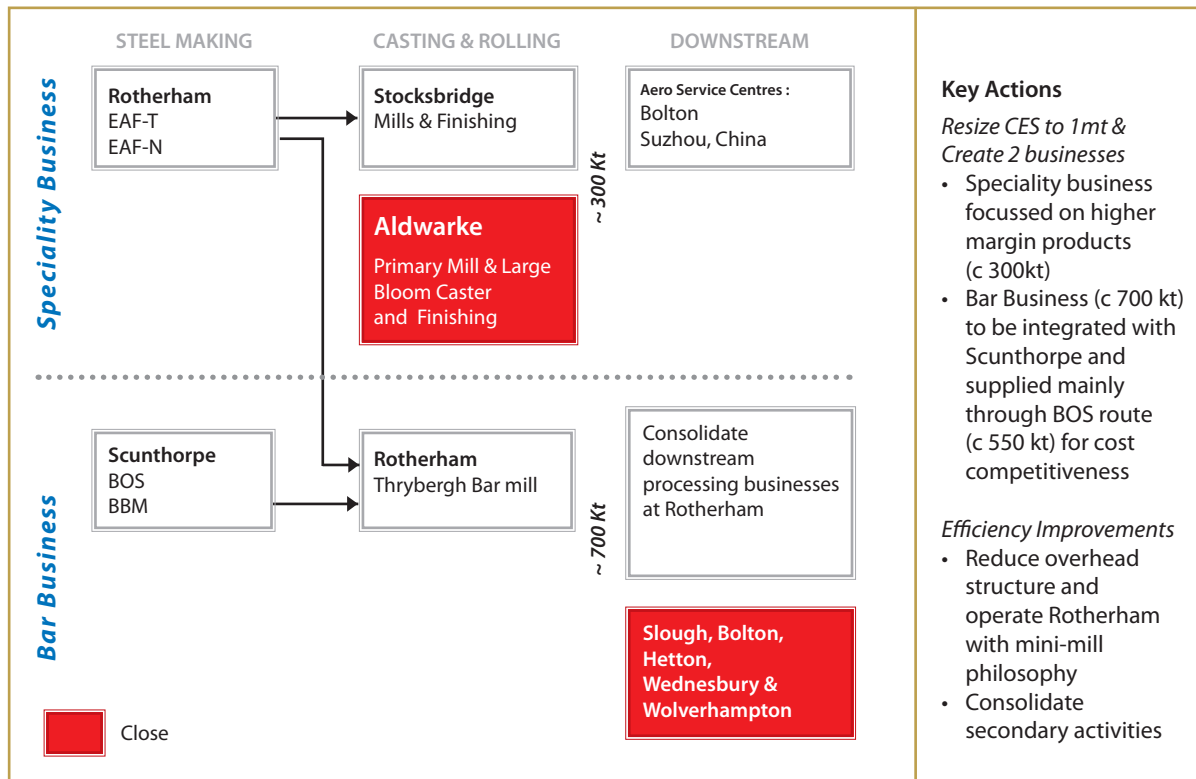 STEEL MAKING
CASTING & ROLLING
DOWNSTREAM
Speciality Business
Rotherham
EAF-T
EAF-N
Stocksbridge
Mills & Finishing
Aldwarke
Primary Mill & Large
Bloom Caster
and Finishing
~ 300 Kt
Aero Service Centres :
Bolton
Suzhou, China
Bar Business
Scunthorpe
BOS
BBM
Rotherham
Thrybergh Bar mill
~ 700 Kt
Consolidate
downstream
processing businesses
at Rotherham
Slough, Bolton,
Hetton,
Wednesbury &
Wolverhampton
Close
Key Actions
Resize CES to 1mt &
Create 2 businesses
• Speciality business
focussed on higher
margin products
(c 300kt)
• Bar Business (c 700 kt)
to be integrated with
Scunthorpe and
supplied mainly
through BOS route
(c 550 kt) for cost
competitiveness
Efficiency Improvements
• Reduce overhead
structure and
operate Rotherham
with mini-mill
philosophy
• Consolidate
secondary activities